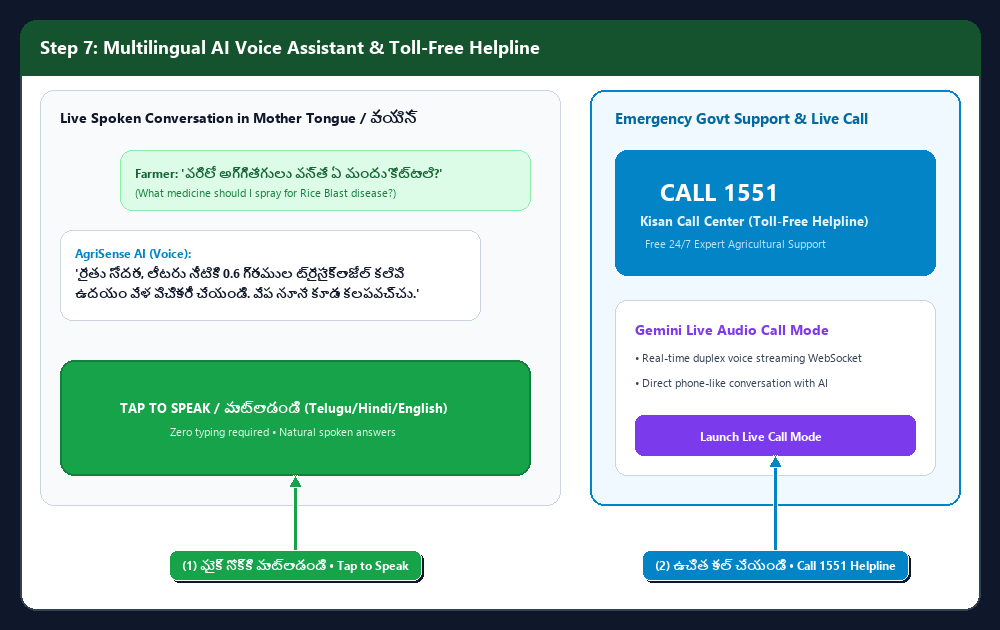 Step 7: Multilingual AI Voice Assistant & Toll-Free Helpline
Live Spoken Conversation in Mother Tongue / వాయిస్
Farmer: 'వరిలో అగ్గితెగులు వస్తే ఏ మందు కొట్టాలి?'
(What medicine should I spray for Rice Blast disease?)
AgriSense AI (Voice):
'రైతు సోదరా, లీటరు నీటికి 0.6 గ్రాముల ట్రైసైక్లాజోల్ కలిపి
ఉదయం వేళ పిచికారీ చేయండి. వేప నూనె కూడా కలపవచ్చు.'
TAP TO SPEAK / మాట్లాడండి (Telugu/Hindi/English)
Zero typing required • Natural spoken answers
(1) మైక్ నొక్కి మాట్లాడండి • Tap to Speak
Emergency Govt Support & Live Call
CALL 1551
Kisan Call Center (Toll-Free Helpline)
Free 24/7 Expert Agricultural Support
Gemini Live Audio Call Mode
• Real-time duplex voice streaming WebSocket
• Direct phone-like conversation with AI
Launch Live Call Mode
(2) ఉచిత కాల్ చేయండి • Call 1551 Helpline